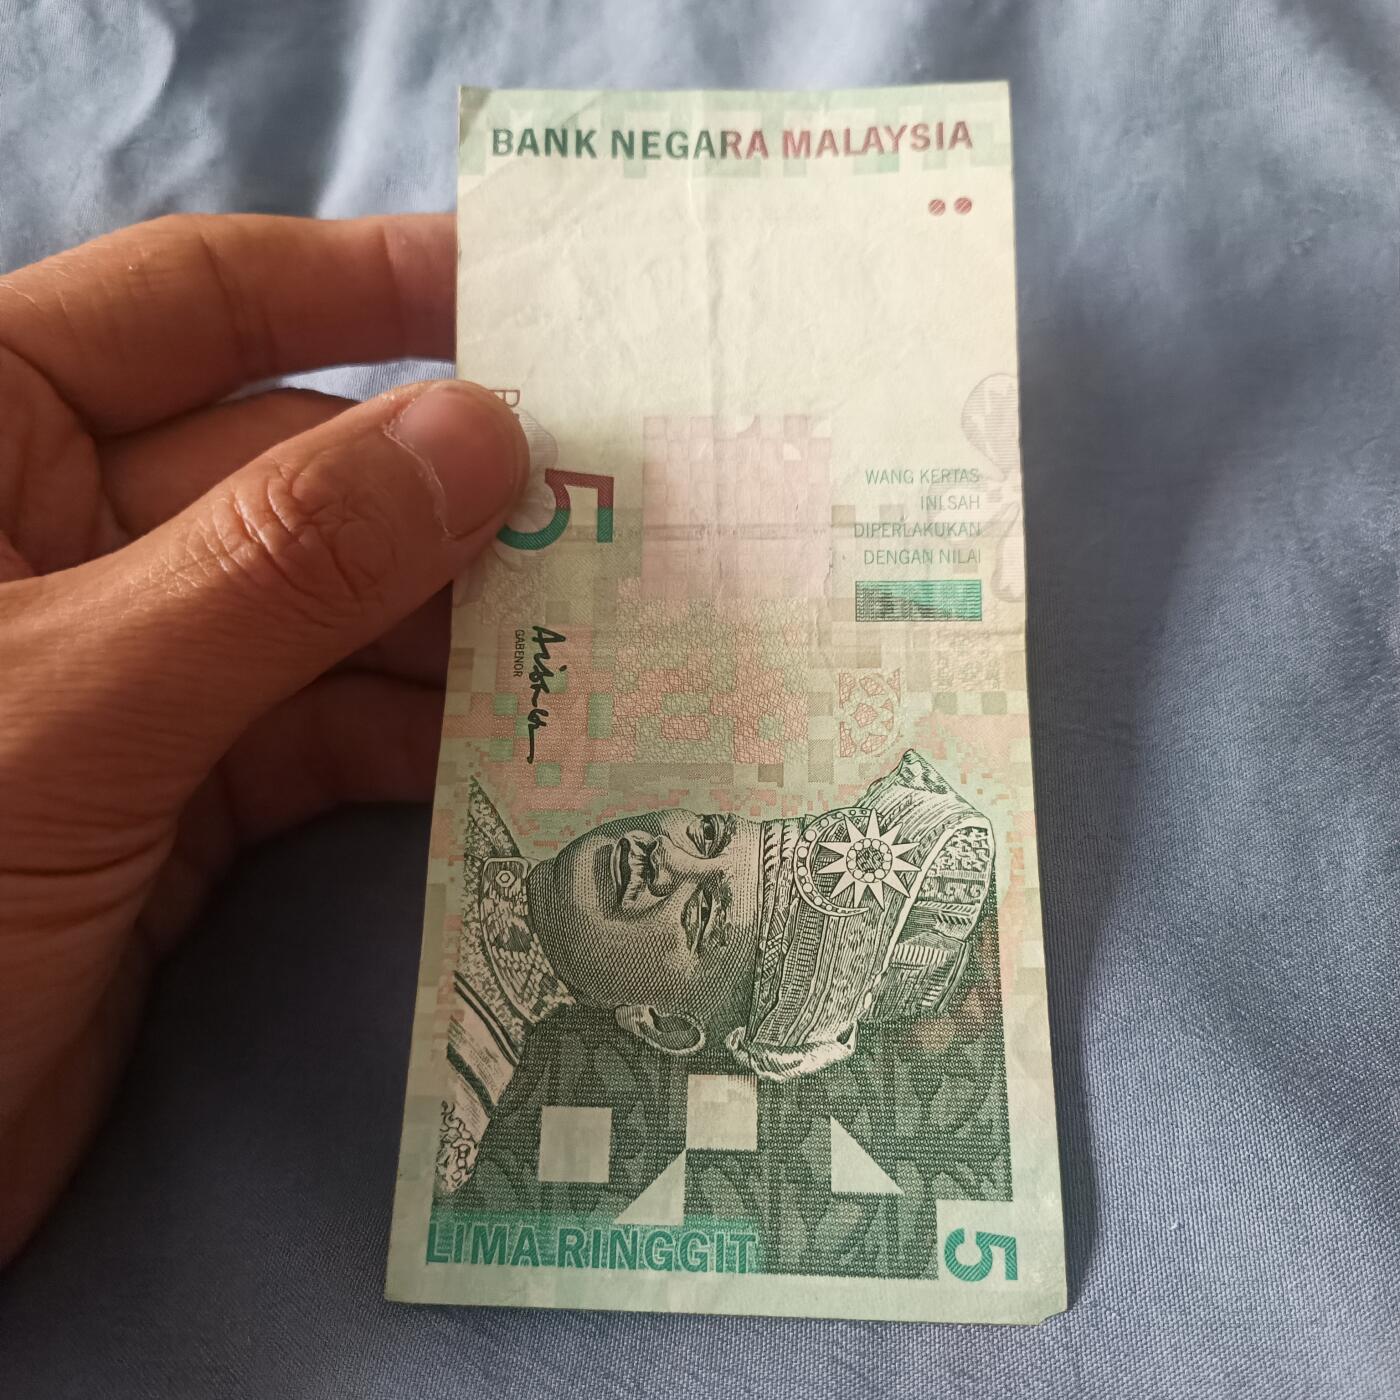 BANK NEGARA MALAYSIA
WANG KERTAS
INI SAH
DIPERLAKUKAN
DENGAN NILAI
5
GABENOR
LIMA RINGGIT
5